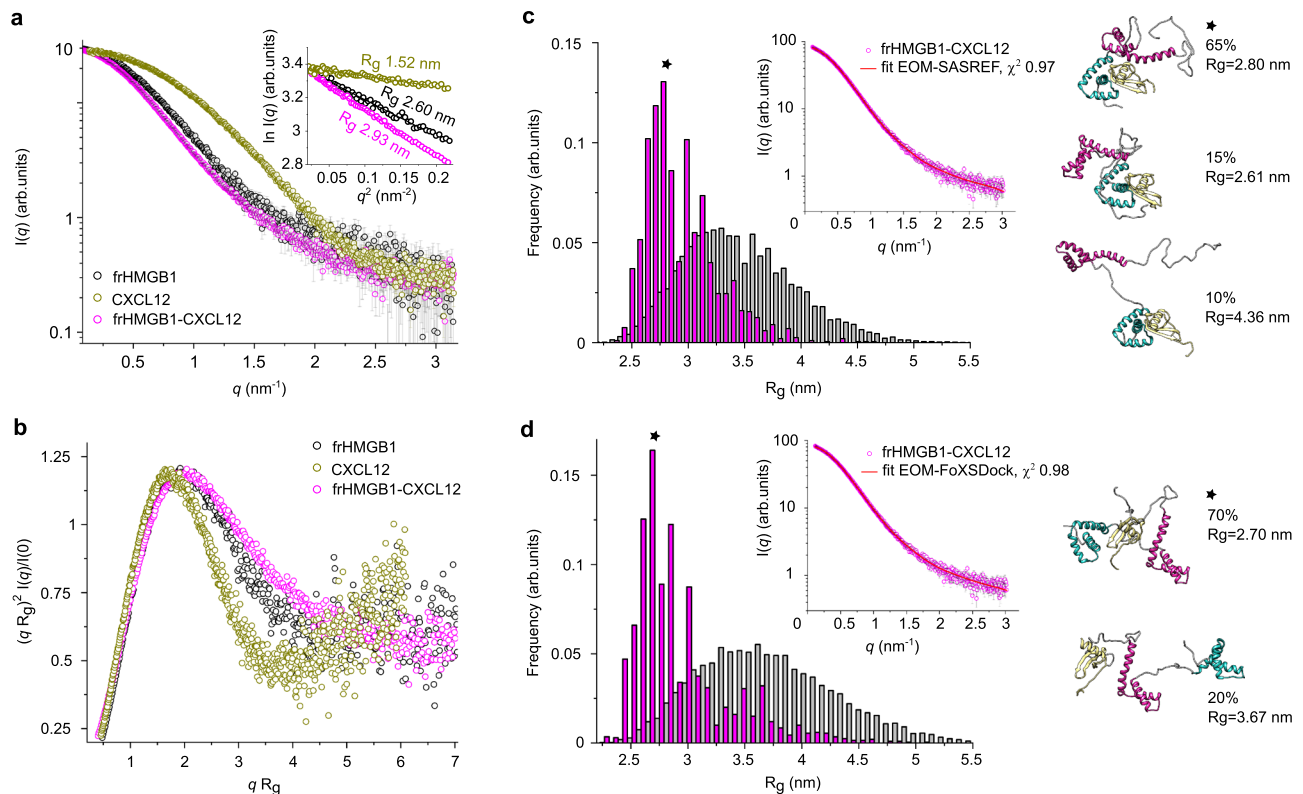 a
I(q) (arb.units)
10
1
0.1
0.5
1.0
1.5
2
2.5
3
q (nm⁻¹)
frHMGB1
CXCL12
frHMGB1-CXCL12
ln I(q) (arb.units)
3.6
3.4
3.2
3.0
2.8
0.05
0.10
0.15
0.2
q² (nm⁻²)
Rg 1.52 nm
Rg 2.60 nm
Rg 2.93 nm
b
(q Rg)² I(q)/I(0)
1.25
1.00
0.75
0.50
0.25
1
2
3
4
5
6
7
q Rg
frHMGB1
CXCL12
frHMGB1-CXCL12
c
Frequency (arb.units)
0.15
0.10
0.05
0
2.5
3
3.5
4
4.5
5
5.5
Rg (nm)
I(q) (arb.units)
100
10
1
0
0.5
1
1.5
2
2.5
3
q (nm⁻¹)
frHMGB1-CXCL12
fit EOM-SASREF, χ² 0.97
65%
Rg=2.80 nm
15%
Rg=2.61 nm
10%
Rg=4.36 nm
d
Frequency (arb.units)
0.15
0.10
0.05
0
2.5
3
3.5
4
4.5
5
5.5
Rg (nm)
I(q) (arb.units)
100
10
1
0
0.5
1
1.5
2
2.5
3
q (nm⁻¹)
frHMGB1-CXCL12
fit EOM-FoXSDock, χ² 0.98
70%
Rg=2.70 nm
20%
Rg=3.67 nm